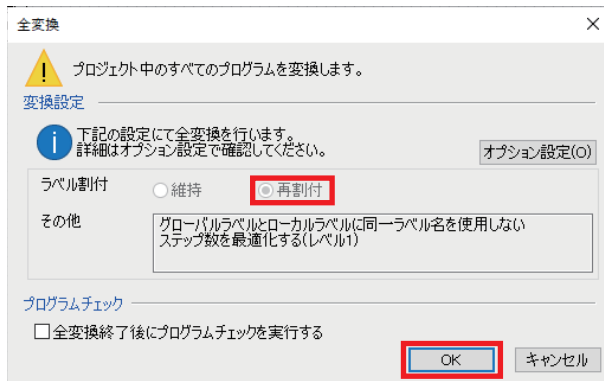 全変換
プロジェクト中のすべてのプログラムを変換します。
変換設定
下記の設定にて全変換を行います。
詳細はオプション設定で確認してください。
オプション設定(O)
ラベル割付
維持
再割付
その他
グローバルラベルとローカルラベルに同一ラベル名を使用しない
ステップ数を最適化する(レベル1)
プログラムチェック
全変換終了後にプログラムチェックを実行する
OK
キャンセル